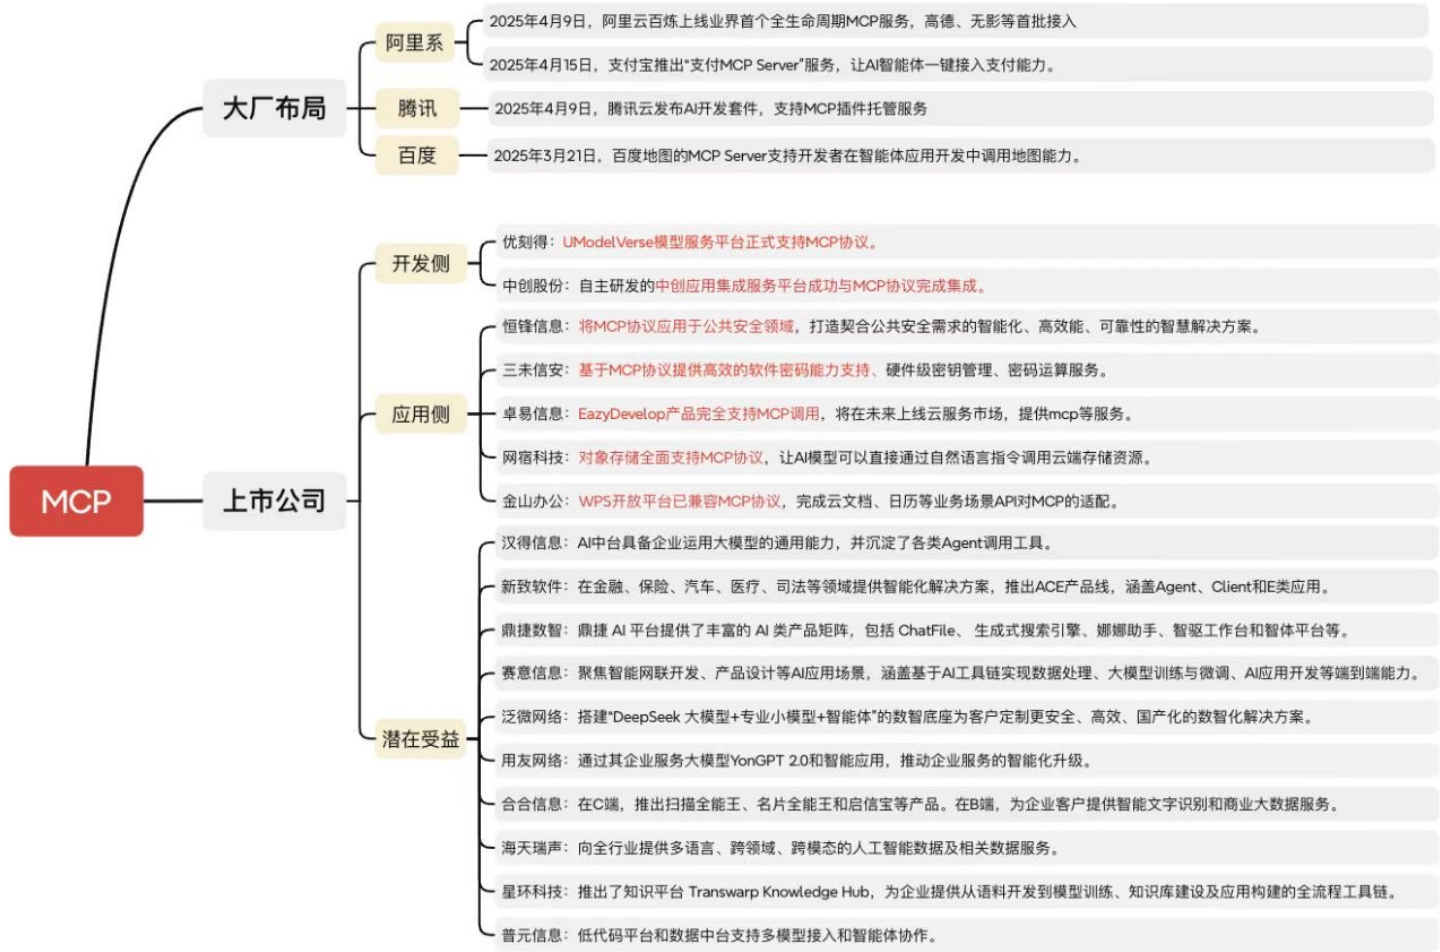 MCP
大厂布局
阿里系
2025年4月9日，阿里云百炼上线业界首个全生命周期MCP服务，高德、无影等首批接入
2025年4月15日，支付宝推出“支付MCP Server”服务，让AI智能体一键接入支付能力。
腾讯
2025年4月9日，腾讯云发布AI开发套件，支持MCP插件托管服务
百度
2025年3月21日，百度地图的MCP Server支持开发者在智能体应用开发中调用地图能力。
上市公司
开发侧
优刻得：UModelVerse模型服务平台正式支持MCP协议。
中创股份：自主研发的中创应用集成服务平台成功与MCP协议完成集成。
应用侧
恒锋信息：将MCP协议应用于公共安全领域，打造契合公共安全需求的智能化、高效能、可靠性的智慧解决方案。
三未信安：基于MCP协议提供高效的软件密码能力支持、硬件级密钥管理、密码运算服务。
卓易信息：EazyDevelop产品完全支持MCP调用，将在未来上线云服务市场，提供mcp等服务。
网宿科技：对象存储全面支持MCP协议，让AI模型可以直接通过自然语言指令调用云端存储资源。
金山办公：WPS开放平台已兼容MCP协议，完成云文档、日历等业务场景API对MCP的适配。
潜在受益
汉得信息：AI中台具备企业运用大模型的通用能力，并沉淀了各类Agent调用工具。
新致软件：在金融、保险、汽车、医疗、司法等领域提供智能化解决方案，推出ACE产品线，涵盖Agent、Client和E类应用。
鼎捷数智：鼎捷 AI 平台提供了丰富的 AI 类产品矩阵，包括 ChatFile、 生成式搜索引擎、娜娜助手、智驱工作台和智体平台等。
赛意信息：聚焦智能网联开发、产品设计等AI应用场景，涵盖基于AI工具链实现数据处理、大模型训练与微调、AI应用开发等端到端能力。
泛微网络：搭建“DeepSeek 大模型+专业小模型+智能体”的数智底座为客户定制更安全、高效、国产化的数智化解决方案。
用友网络：通过其企业服务大模型YonGPT 2.0和智能应用，推动企业服务的智能化升级。
合合信息：在C端，推出扫描全能王、名片全能王和启信宝等产品。在B端，为企业客户提供智能文字识别和商业大数据服务。
海天瑞声：向全行业提供多语言、跨领域、跨模态的人工智能数据及相关数据服务。
星环科技：推出了知识平台 Transwarp Knowledge Hub，为企业提供从语料开发到模型训练、知识库建设及应用构建的全流程工具链。
普元信息：低代码平台和数据中台支持多模型接入和智能体协作。